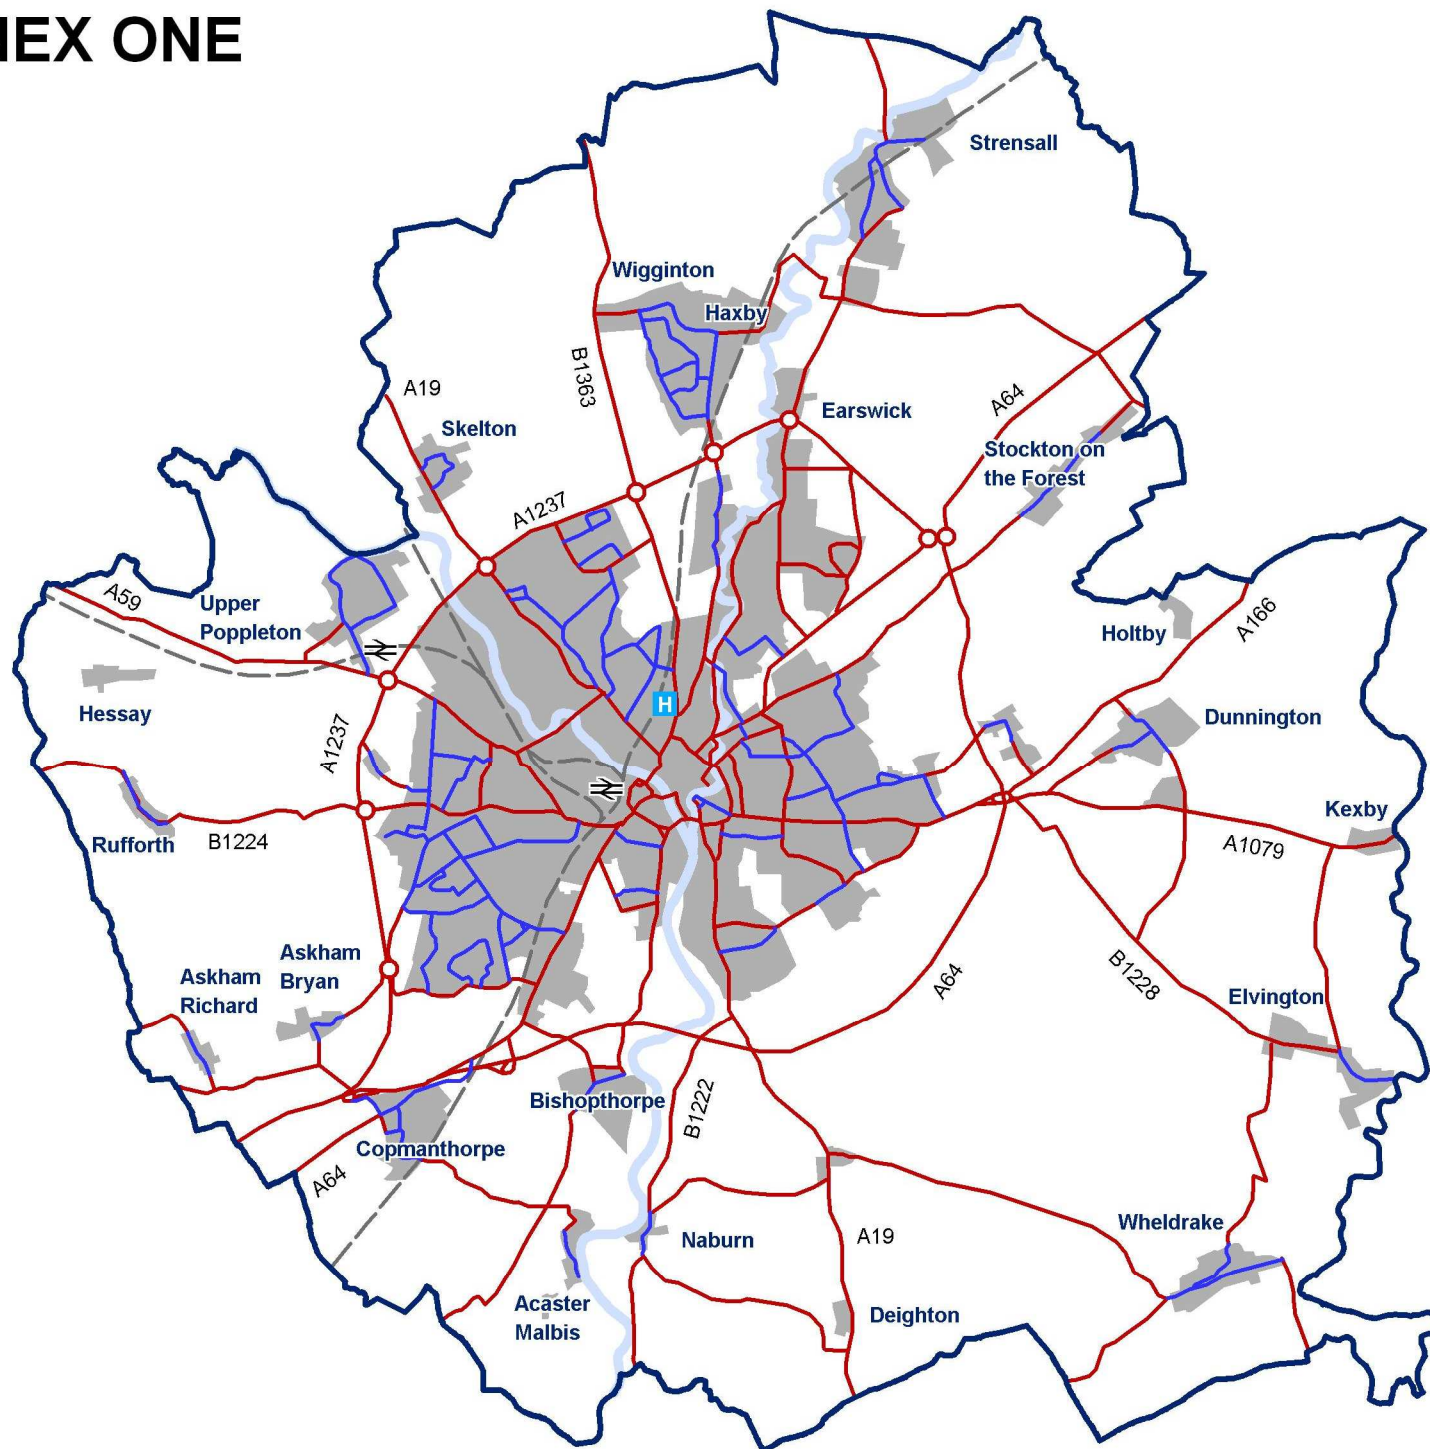 NEX ONE
Strensall
Wigginton
Haxby
B1363
A19
Earswick
A64
Skelton
Stockton on
the Forest
A1237
A59
Upper
Poppleton
Holtby
A166
Hessay
H
Dunnington
A1237
Kexby
Rufforth
B1224
A1079
Askham
Bryan
Askham
Richard
A64
B1228
Elvington
Bishopthorpe
B1222
Copmanthorpe
A64
Wheldrake
Naburn
A19
Acaster
Malbis
Deighton